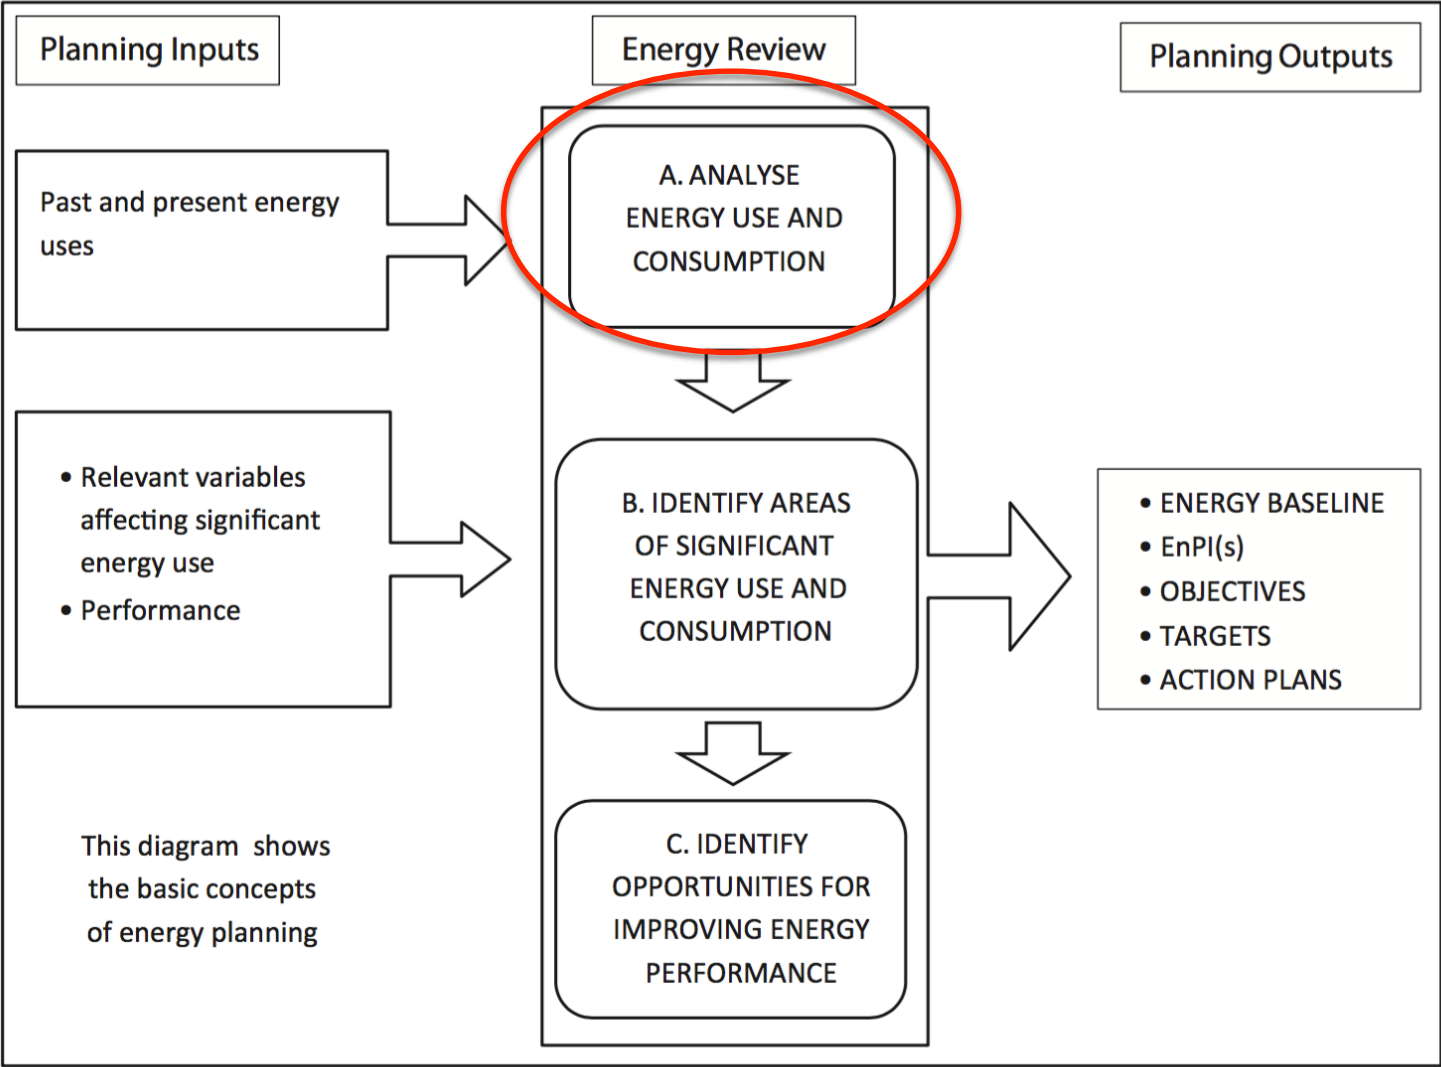 Planning Inputs
Energy Review
Planning Outputs
Past and present energy
uses
A. ANALYSE
ENERGY USE AND
CONSUMPTION
• Relevant variables
affecting significant
energy use
• Performance
B. IDENTIFY AREAS
OF SIGNIFICANT
ENERGY USE AND
CONSUMPTION
• ENERGY BASELINE
• EnPI(s)
• OBJECTIVES
• TARGETS
• ACTION PLANS
C. IDENTIFY
OPPORTUNITIES FOR
IMPROVING ENERGY
PERFORMANCE
This diagram shows
the basic concepts
of energy planning